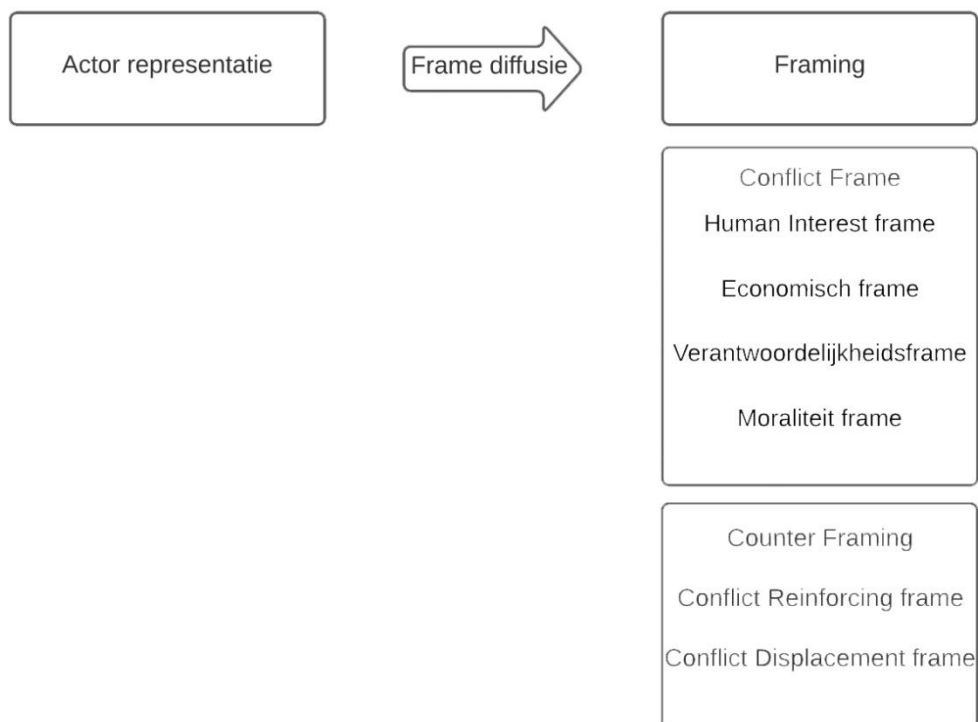 Actor representatie
Frame diffusie
Framing
Conflict Frame
Human Interest frame
Economisch frame
Verantwoordelijkheidsframe
Moraliteit frame
Counter Framing
Conflict Reinforcing frame
Conflict Displacement frame